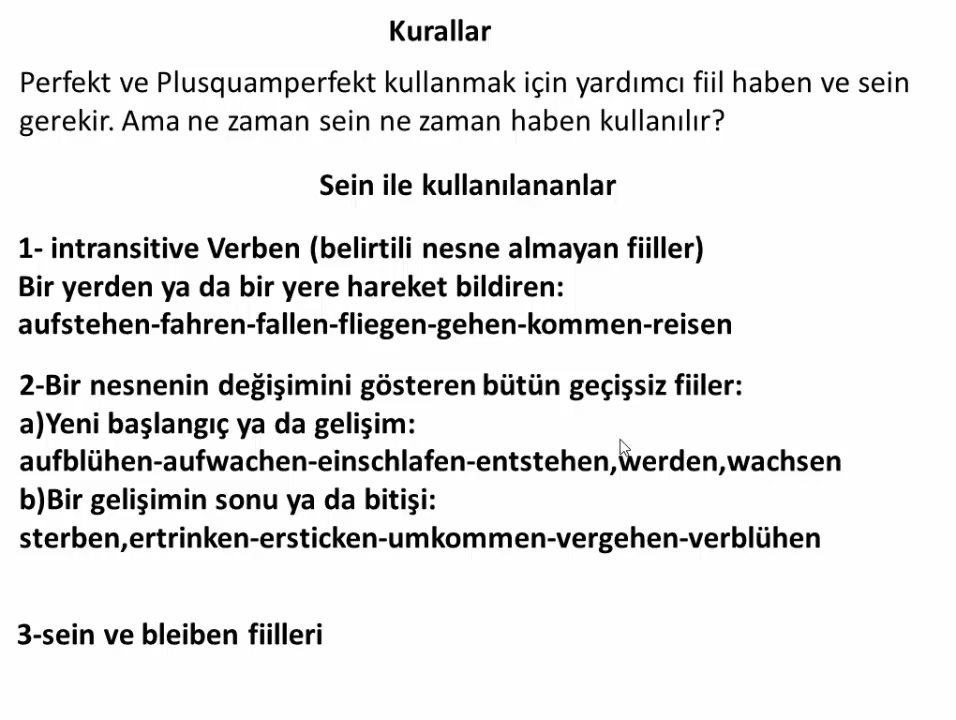 Kurallar
Perfekt ve Plusquamperfekt kullanmak için yardımcı fiil haben ve sein
gerekir. Ama ne zaman sein ne zaman haben kullanılır?
Sein ile kullanılananlar
1- intransitive Verben (belirtili nesne almayan fiiller)
Bir yerden ya da bir yere hareket bildiren:
aufstehen-fahren-fallen-fliegen-gehen-kommen-reisen
2-Bir nesnenin değişimini gösteren bütün geçişsiz fiiler:
a)Yeni başlangıç ya da gelişim:
aufblühen-aufwachen-einschlafen-entstehen,werden,wachsen
b)Bir gelişimin sonu ya da bitişi:
sterben,ertrinken-ersticken-umkommen-vergehen-verblühen
3-sein ve bleiben fiilleri